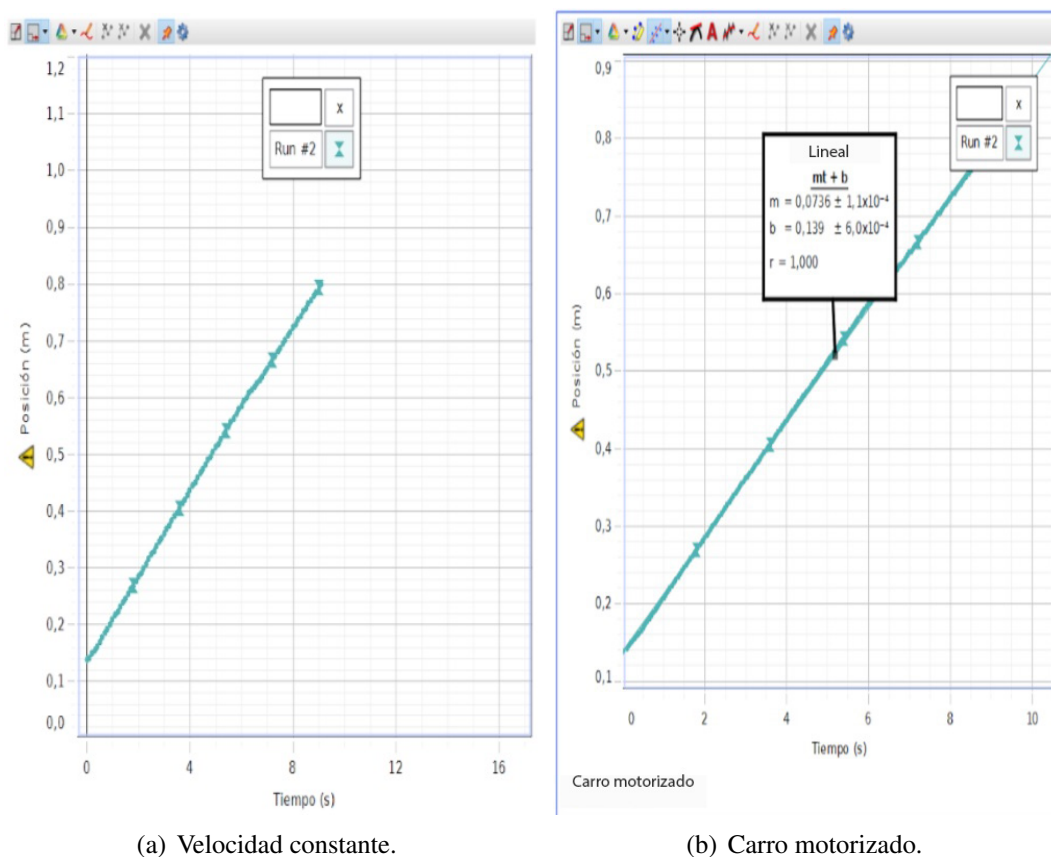 1,2
1,1
1,0
0,9
0,8
0,7
0,6
0,5
0,4
0,3
0,2
0,1
0,0
Posición (m)
x
Run #2
0 4 8 12 16
Tiempo (s)
(a) Velocidad constante.
A
0,9
0,8
0,7
0,6
0,5
0,4
0,3
0,2
0,1
Posición (m)
x
Run #2
Lineal
mt + b
m = 0,0736 ± 1,1x10⁻⁴
b = 0,139 ± 6,0x10⁻⁴
r = 1,000
0 2 4 6 8 10
Tiempo (s)
Carro motorizado
(b) Carro motorizado.